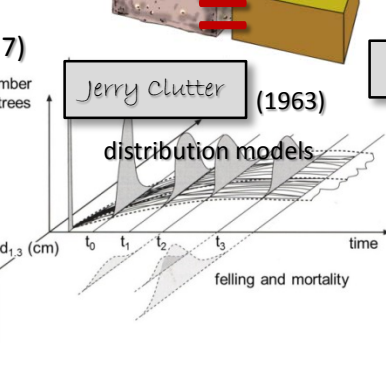 7)
mber
trees
Jerry Clutter
(1963)
distribution models
d1.3 (cm)
t0
t1
t2
t3
time
felling and mortality